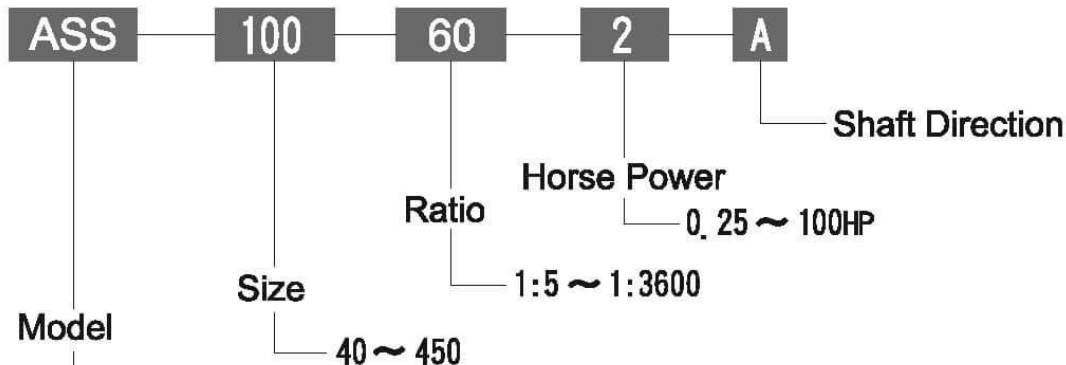 ASS 100 60 2 A
Shaft Direction
Horse Power
0.25～100HP
Ratio
1:5～1:3600
Size
40～450
Model